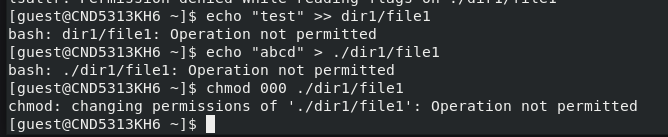 lsattr: Permission denied While reading flags on ./dir1/file1
[guest@CND5313KH6 ~]$ echo "test" >> dir1/file1
bash: dir1/file1: Operation not permitted
[guest@CND5313KH6 ~]$ echo "abcd" > ./dir1/file1
bash: ./dir1/file1: Operation not permitted
[guest@CND5313KH6 ~]$ chmod 000 ./dir1/file1
chmod: changing permissions of './dir1/file1': Operation not permitted
[guest@CND5313KH6 ~]$